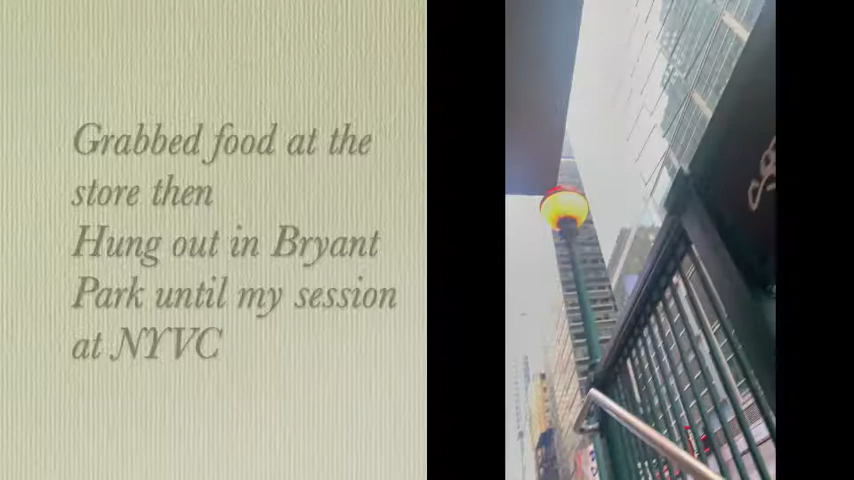 Grabbed food at the
store then
Hung out in Bryant
Park until my session
at NYVC